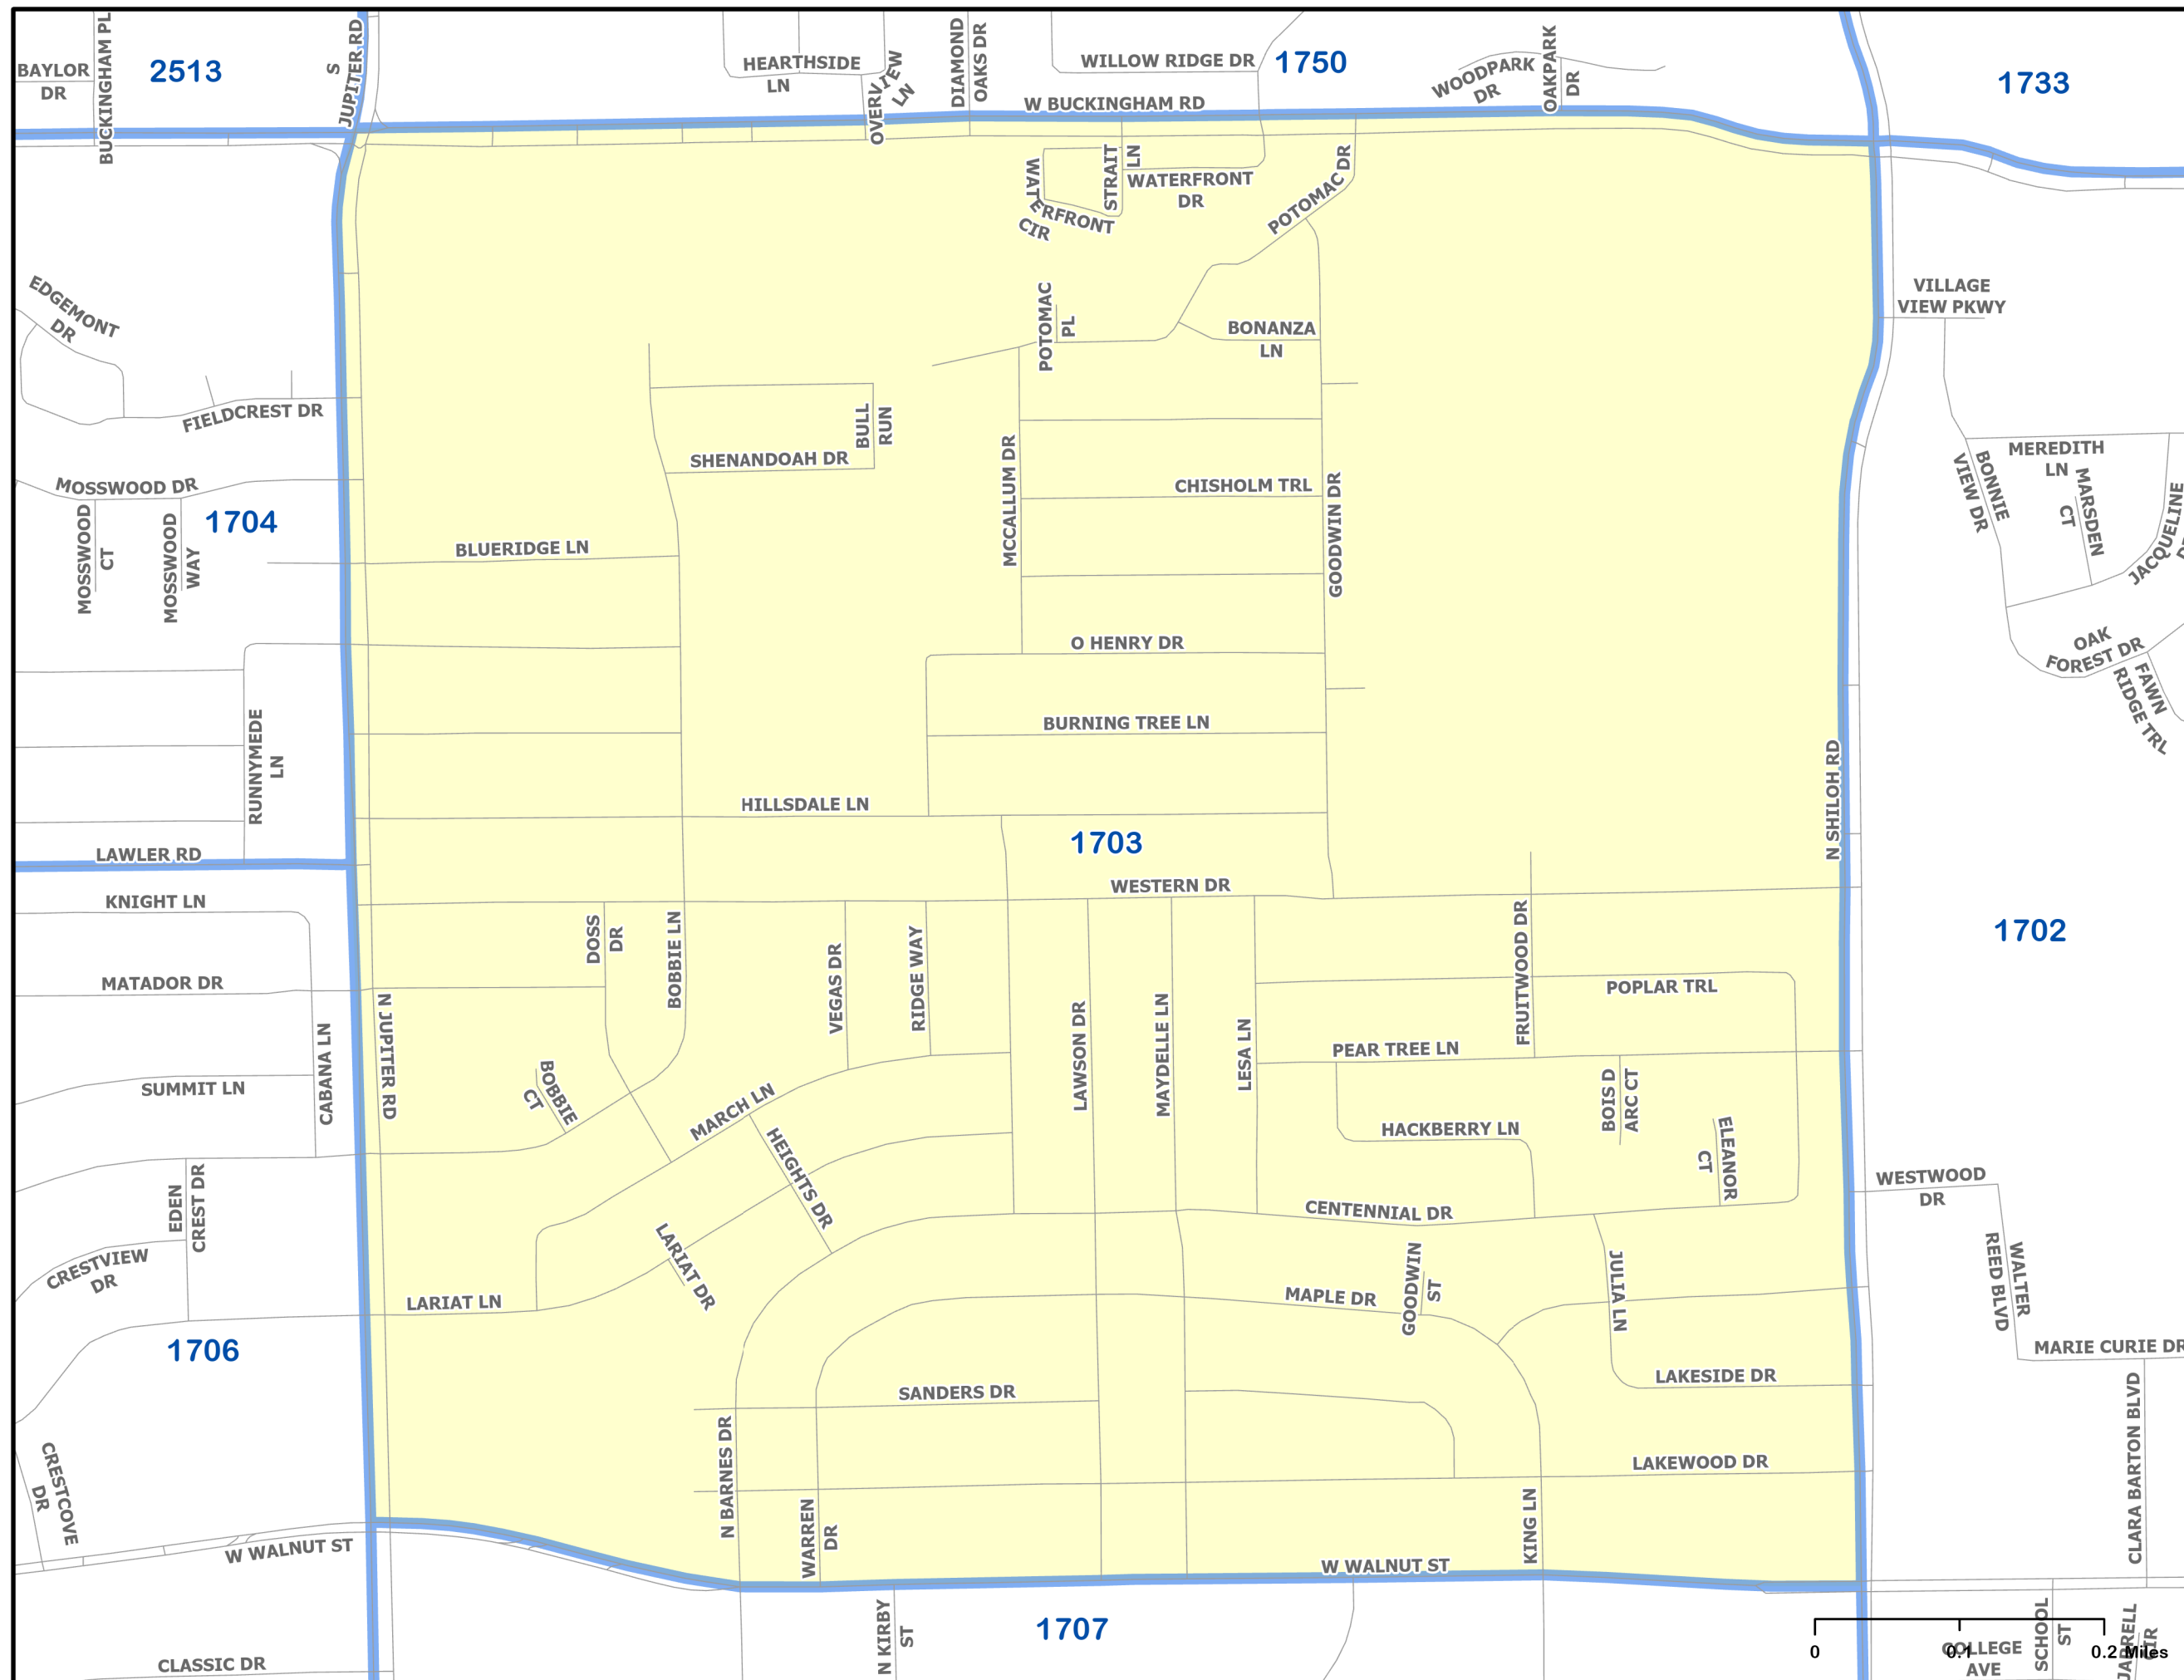 BAYLOR
DR
BUCKINGHAM PL
2513
S
JUPITER RD
HEARTHSIDE
LN
OVERVIEW
LN
DIAMOND
OAKS DR
WILLOW RIDGE DR
1750
WOODPARK
DR
OAKPARK
DR
1733
W BUCKINGHAM RD
WATERFRONT
CIR
STRAIT
LN
WATERFRONT
DR
POTOMAC DR
EDGEMONT
DR
POTOMAC
PL
BONANZA
LN
VILLAGE
VIEW PKWY
FIELDCREST DR
BULL
RUN
SHENANDOAH DR
MCCALLUM DR
CHISHOLM TRL
GOODWIN DR
MEREDITH
LN
BONNIE
VIEW DR
MARSDEN
CT
JACQUELINE
MOSSWOOD DR
MOSSWOOD
CT
MOSSWOOD
WAY
1704
BLUERIDGE LN
O HENRY DR
OAK
FOREST DR
FAWN
RIDGE TRL
RUNNYMEDE
LN
BURNING TREE LN
N SHILOH RD
HILLSDALE LN
1703
LAWLER RD
WESTERN DR
KNIGHT LN
DOSS
DR
BOBBIE LN
VEGAS DR
RIDGE WAY
FRUITWOOD DR
1702
MATADOR DR
N JUPITER RD
CABANA LN
LAWSON DR
MAYDELLE LN
LESA LN
POPLAR TRL
PEAR TREE LN
SUMMIT LN
BOBBIE
CT
MARCH LN
HEIGHTS DR
HACKBERRY LN
BOIS D
ARC CT
ELEANOR
CT
EDEN
CREST DR
WESTWOOD
DR
CENTENNIAL DR
CRESTVIEW
DR
LARIAT DR
LARIAT LN
MAPLE DR
GOODWIN
ST
JULIA LN
WALTER
REED BLVD
1706
MARIE CURIE DR
SANDERS DR
LAKESIDE DR
CRESTCOVE
DR
N BARNES DR
LAKEWOOD DR
CLARA BARTON BLVD
WARREN
DR
KING LN
W WALNUT ST
W WALNUT ST
N KIRBY
ST
1707
CLASSIC DR
0 0.1 0.2 Miles
COLLEGE
AVE
SCHOOL
ST
JARRELL
CIR